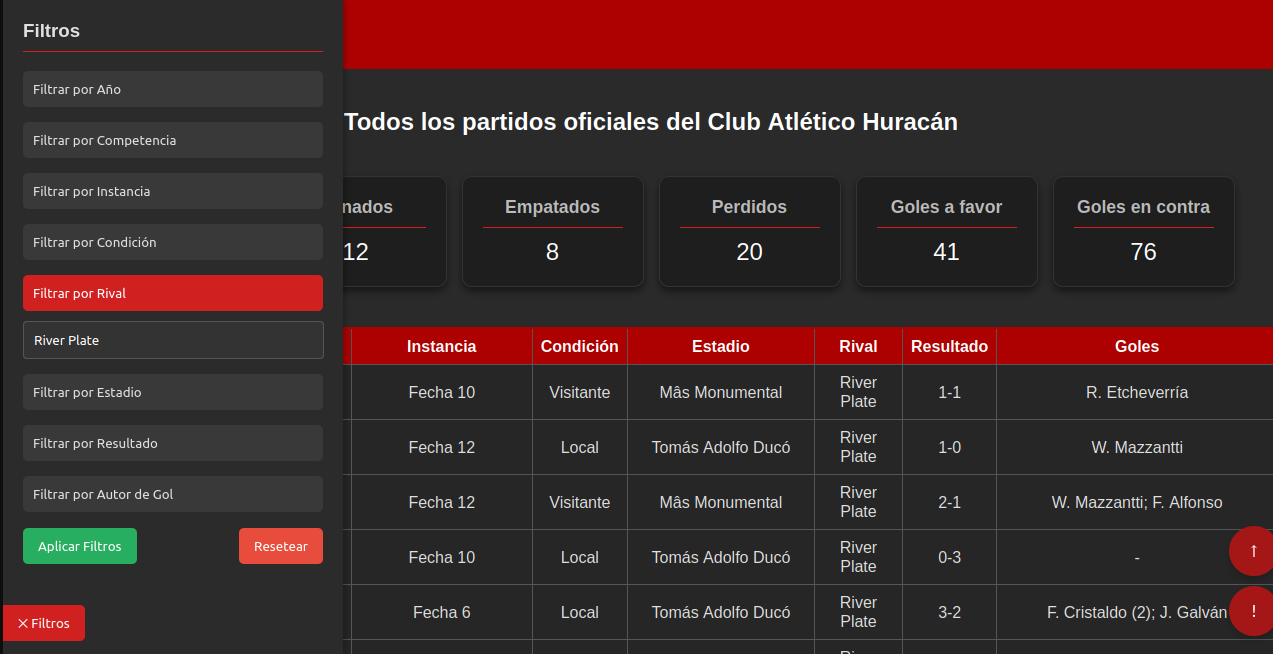 Filtros
Filtrar por Año
Filtrar por Competencia
Filtrar por Instancia
Filtrar por Condición
Filtrar por Rival
River Plate
Filtrar por Estadio
Filtrar por Resultado
Filtrar por Autor de Gol
Aplicar Filtros Resetear
× Filtros
Todos los partidos oficiales del Club Atlético Huracán
nados Empatados Perdidos Goles a favor Goles en contra
12 8 20 41 76
Instancia Condición Estadio Rival Resultado Goles
Fecha 10 Visitante Mâs Monumental River Plate 1-1 R. Etcheverría
Fecha 12 Local Tomás Adolfo Ducó River Plate 1-0 W. Mazzantti
Fecha 12 Visitante Mâs Monumental River Plate 2-1 W. Mazzantti; F. Alfonso
Fecha 10 Local Tomás Adolfo Ducó River Plate 0-3 -
Fecha 6 Local Tomás Adolfo Ducó River Plate 3-2 F. Cristaldo (2); J. Galván
↑
!